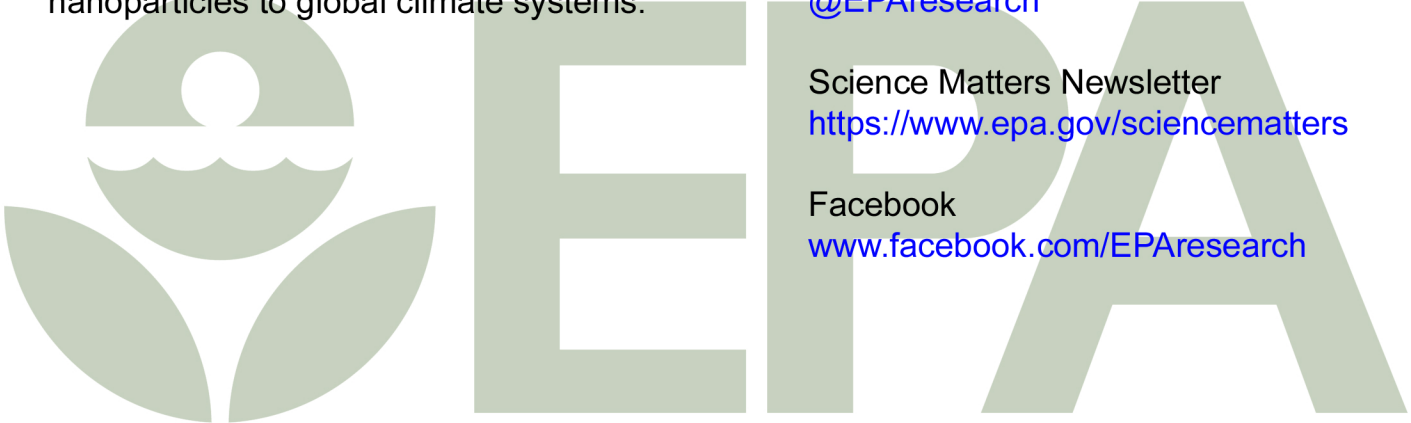 nanoparticles to global climate systems.
@EPAresearch
Science Matters Newsletter
https://www.epa.gov/sciencematters
Facebook
www.facebook.com/EPAresearch
EPA